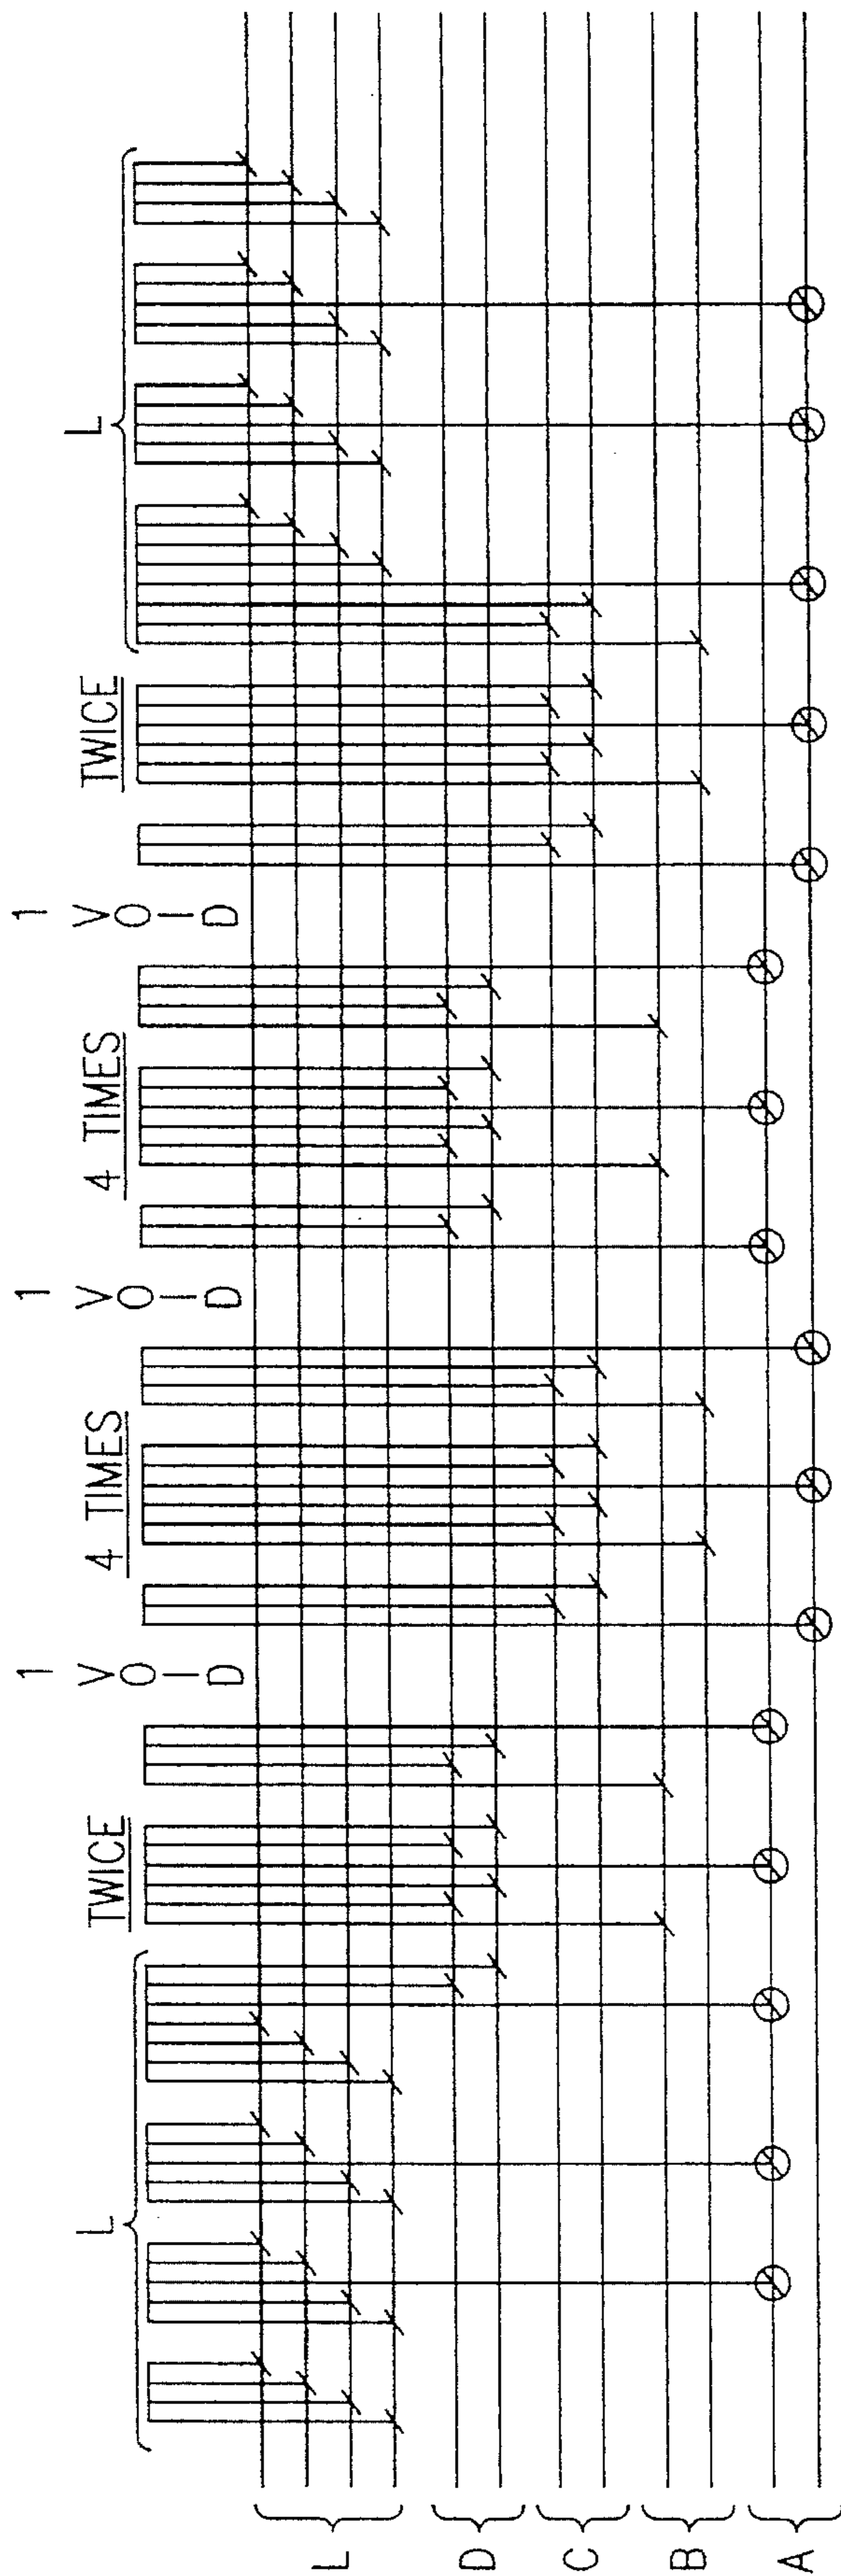 L
TWICE
1 VOID
4 TIMES
1 VOID
4 TIMES
1 VOID
TWICE
L
L
D
C
B
A